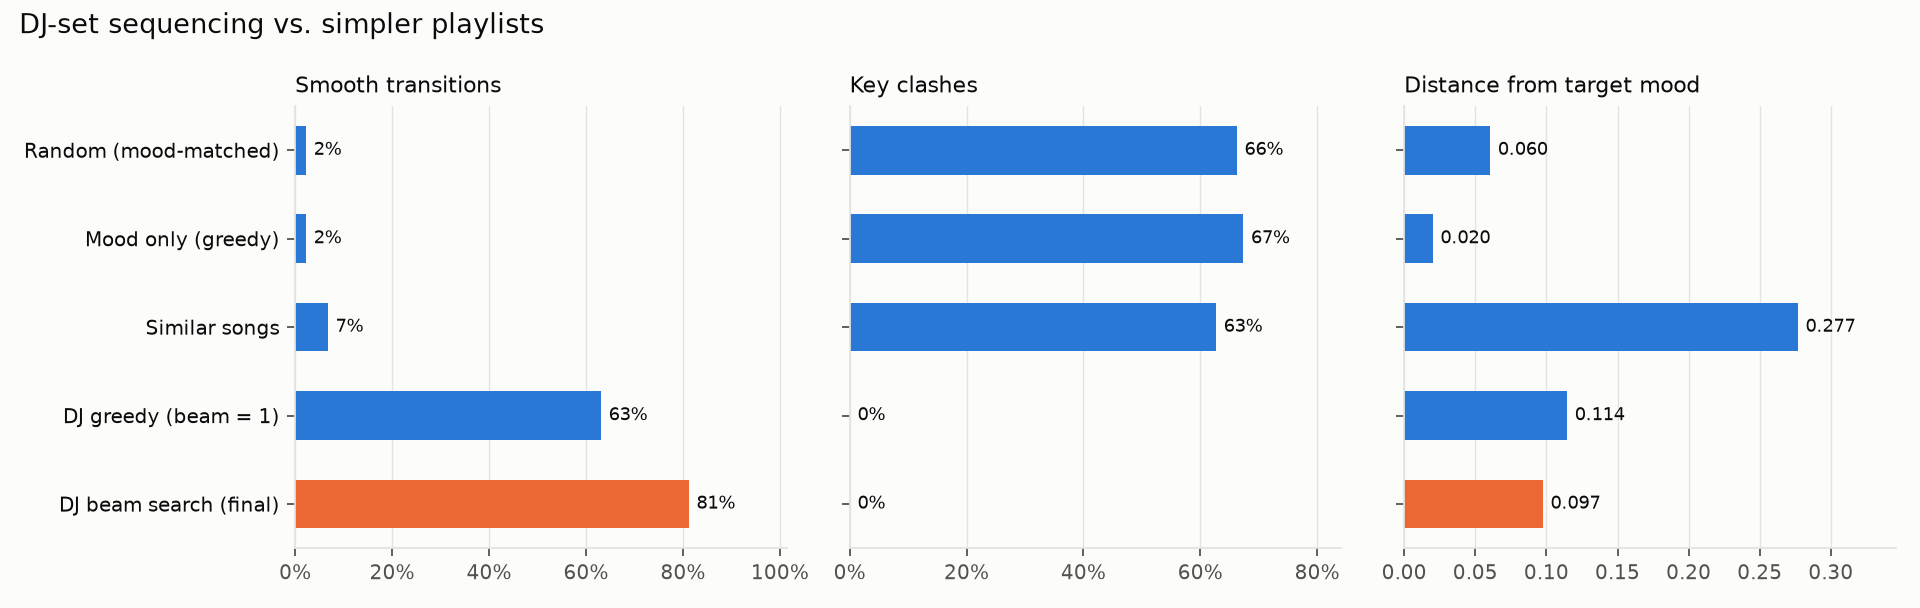 DJ-set sequencing vs. simpler playlists
Smooth transitions
Key clashes
Distance from target mood
Random (mood-matched)
2%
66%
0.060
Mood only (greedy)
2%
67%
0.020
Similar songs
7%
63%
0.277
DJ greedy (beam = 1)
63%
0%
0.114
DJ beam search (final)
81%
0%
0.097
0% 20% 40% 60% 80% 100%
0% 20% 40% 60% 80%
0.00 0.05 0.10 0.15 0.20 0.25 0.30